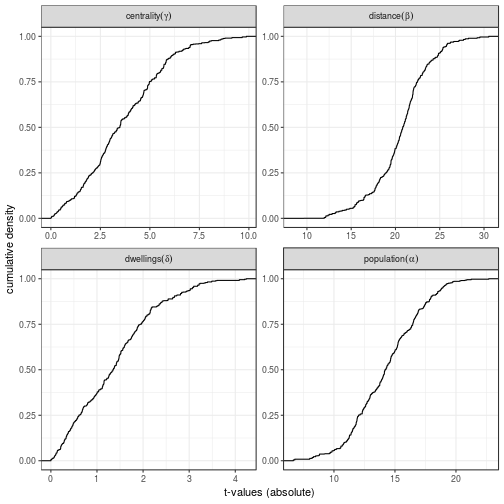 centrality(γ)
distance(β)
1.00
0.75
0.50
0.25
0.00
0.0 2.5 5.0 7.5 10.0
1.00
0.75
0.50
0.25
0.00
10 15 20 25 30
cumulative density
dwellings(δ)
population(α)
1.00
0.75
0.50
0.25
0.00
0 1 2 3 4
1.00
0.75
0.50
0.25
0.00
10 15 20
t-values (absolute)